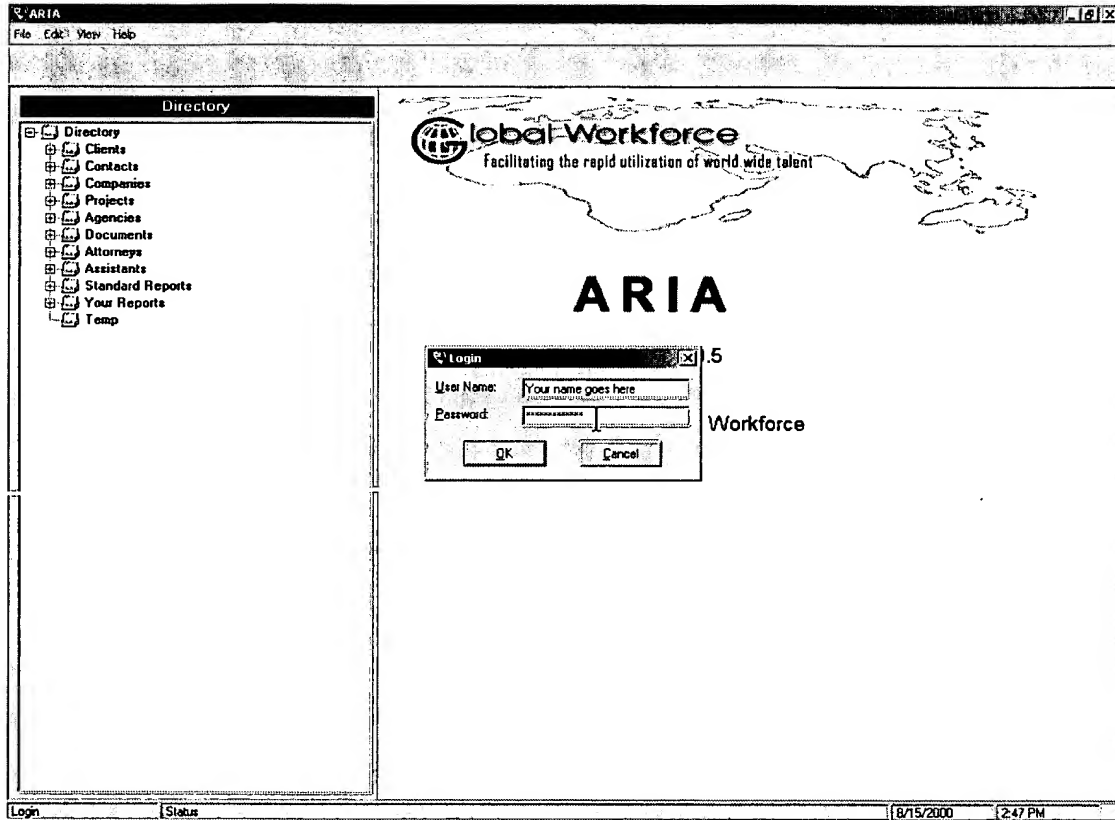 ARIA
File Edit View Help
Directory
Directory
Clients
Contacts
Companies
Projects
Agencies
Documents
Attorneys
Assistants
Standard Reports
Your Reports
Temp
Global Workforce
Facilitating the rapid utilization of world wide talent
ARIA
.5
Login
User Name: Your name goes here
Password: ***********
Workforce
OK Cancel
Login Status 8/15/2000 2:47 PM